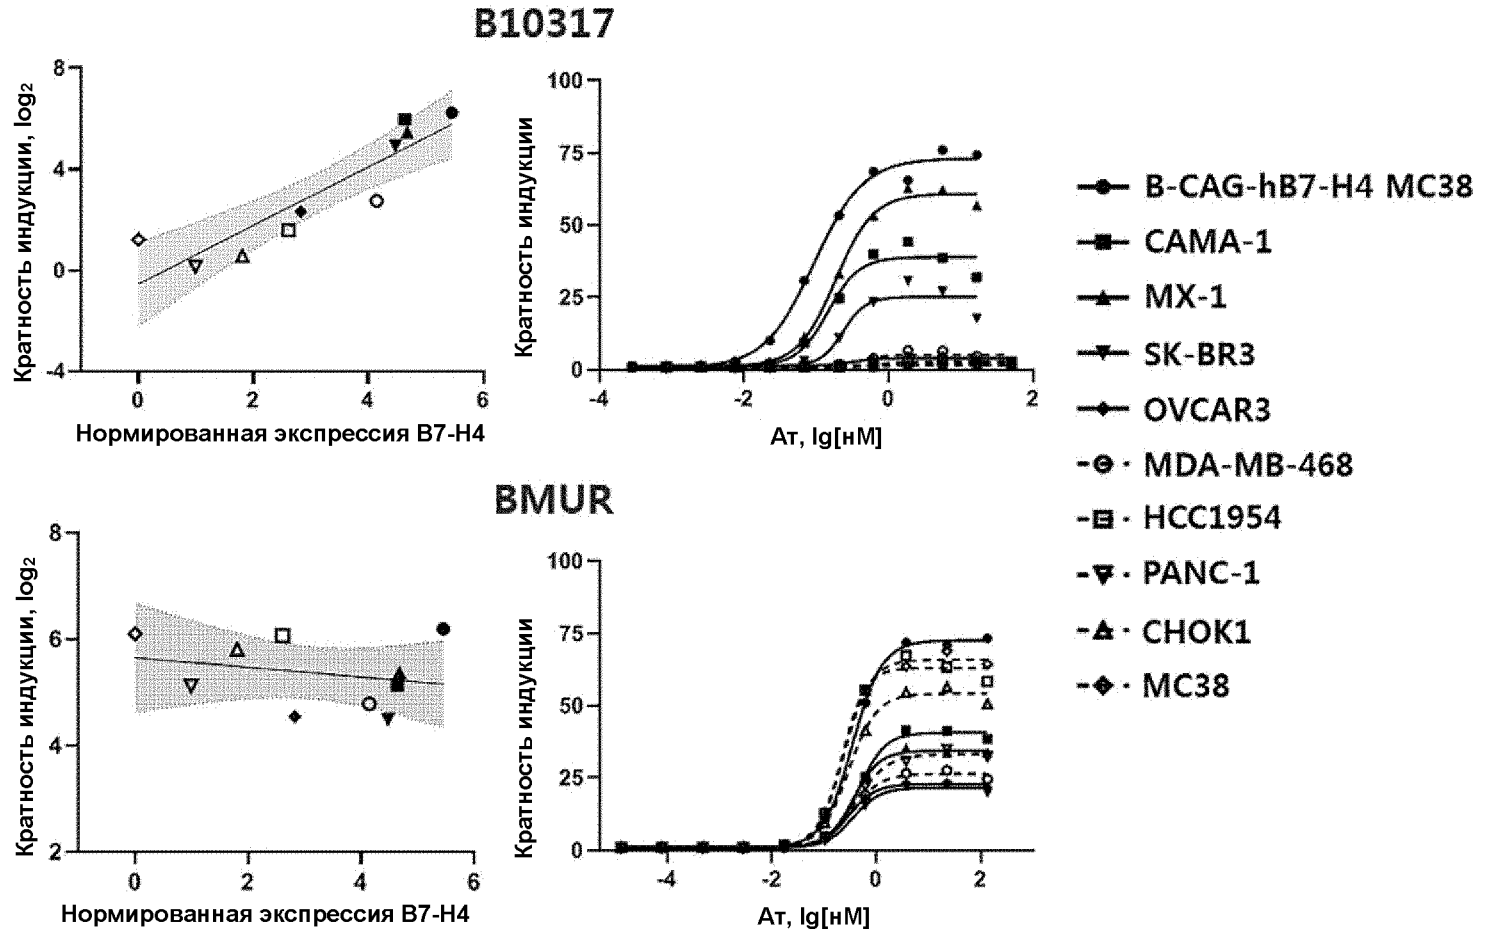 B10317
Кратность индукции, log2
8
4
0
-4
0
2
4
6
Нормированная экспрессия B7-H4
Кратность индукции
100
75
50
25
0
-4
-2
0
2
Ат, lg[нМ]
BMUR
Кратность индукции, log2
8
6
4
2
0
2
4
6
Нормированная экспрессия B7-H4
Кратность индукции
100
75
50
25
0
-4
-2
0
2
Ат, lg[нМ]
B-CAG-hB7-H4 MC38
CAMA-1
MX-1
SK-BR3
OVCAR3
MDA-MB-468
HCC1954
PANC-1
CHOK1
MC38